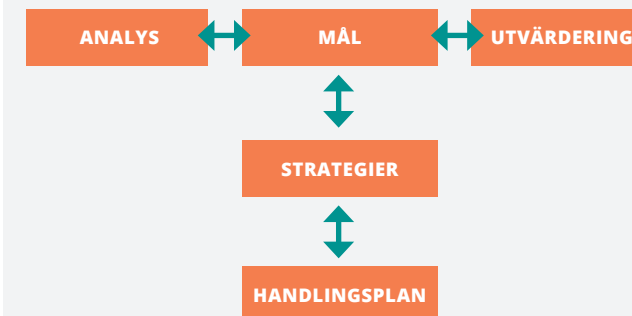 ANALYS
MÅL
UTVÄRDERING
STRATEGIER
HANDLINGSPLAN